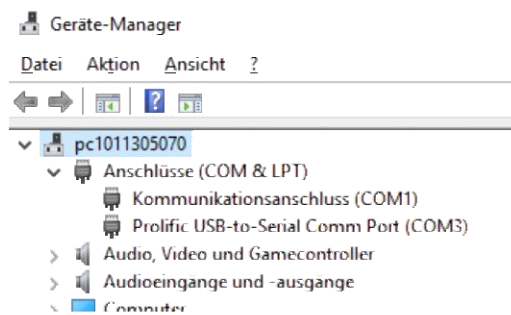 Geräte-Manager
Datei Aktion Ansicht ?
pc1011305070
Anschlüsse (COM & LPT)
Kommunikationsanschluss (COM1)
Prolific USB-to-Serial Comm Port (COM3)
Audio, Video und Gamecontroller
Audioeingänge und -ausgänge
Computer